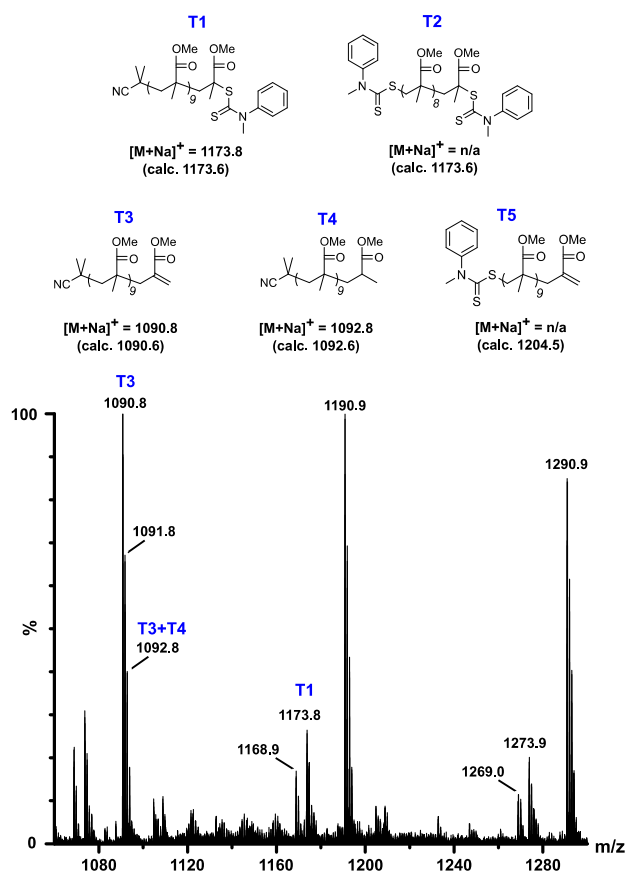 T1
T2
OMe OMe
O O
NC ( ) 9 S
S N
N S ( ) 8 S
S
OMe OMe
O O
S N
[M+Na]+ = 1173.8
(calc. 1173.6)
[M+Na]+ = n/a
(calc. 1173.6)
T3
T4
T5
OMe OMe
O O
NC ( ) 9
OMe OMe
O O
NC ( ) 9
OMe OMe
O O
N S ( ) 9
S
[M+Na]+ = 1090.8
(calc. 1090.6)
[M+Na]+ = 1092.8
(calc. 1092.6)
[M+Na]+ = n/a
(calc. 1204.5)
T3
1090.8
1190.9
100
1290.9
1091.8
%
T3+T4
1092.8
T1
1173.8
1168.9
1273.9
1269.0
0
1080 1120 1160 1200 1240 1280 m/z